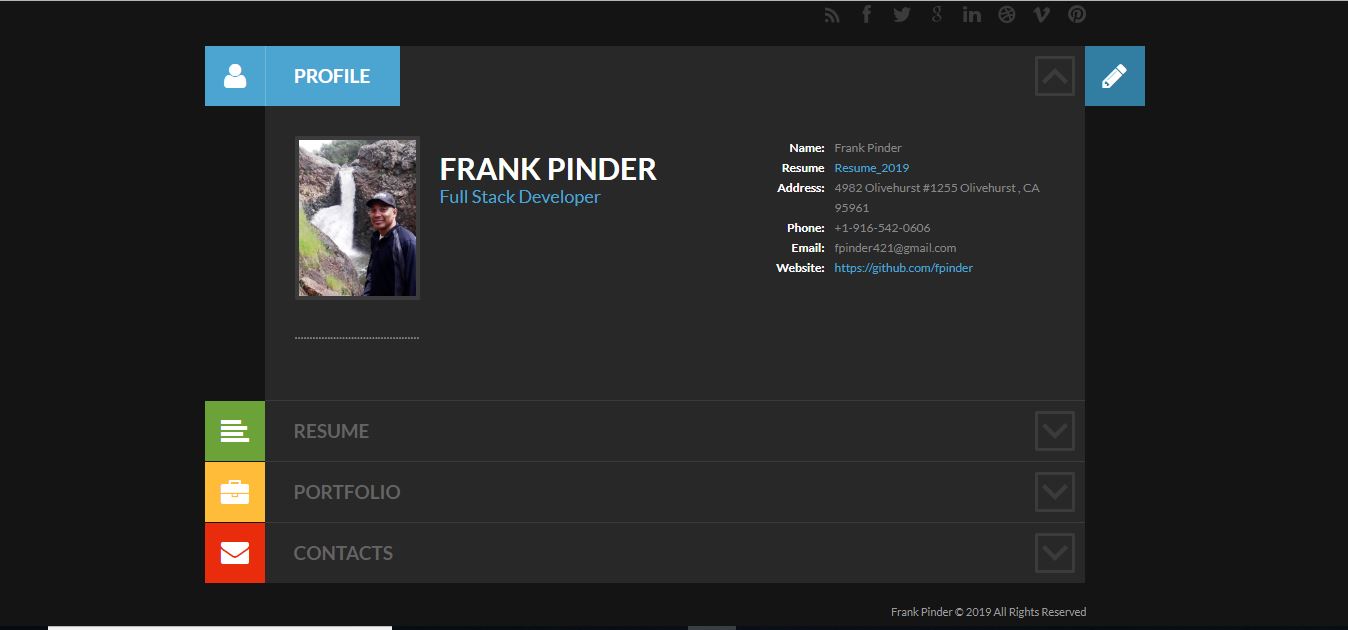 PROFILE
FRANK PINDER
Full Stack Developer
Name: Frank Pinder
Resume Resume_2019
Address: 4982 Olivehurst #1255 Olivehurst , CA
95961
Phone: +1-916-542-0606
Email: fpinder421@gmail.com
Website: https://github.com/fpinder
RESUME
PORTFOLIO
CONTACTS
Frank Pinder © 2019 All Rights Reserved